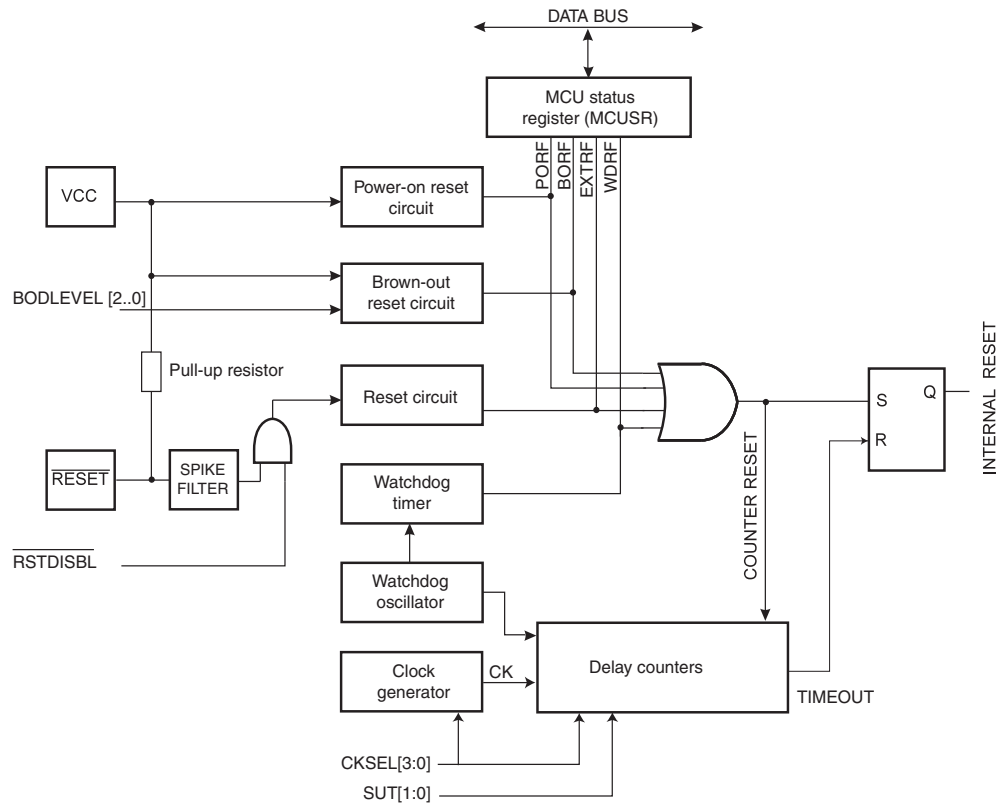 DATA BUS
MCU status
register (MCUSR)
PORF
BORF
EXTRF
WDRF
VCC
Power-on reset
circuit
Brown-out
reset circuit
BODLEVEL [2..0]
Pull-up resistor
Reset circuit
RESET
SPIKE
FILTER
Watchdog
timer
RSTDISBL
Watchdog
oscillator
Clock
generator
CK
Delay counters
CKSEL[3:0]
SUT[1:0]
COUNTER RESET
TIMEOUT
S
R
Q
INTERNAL RESET